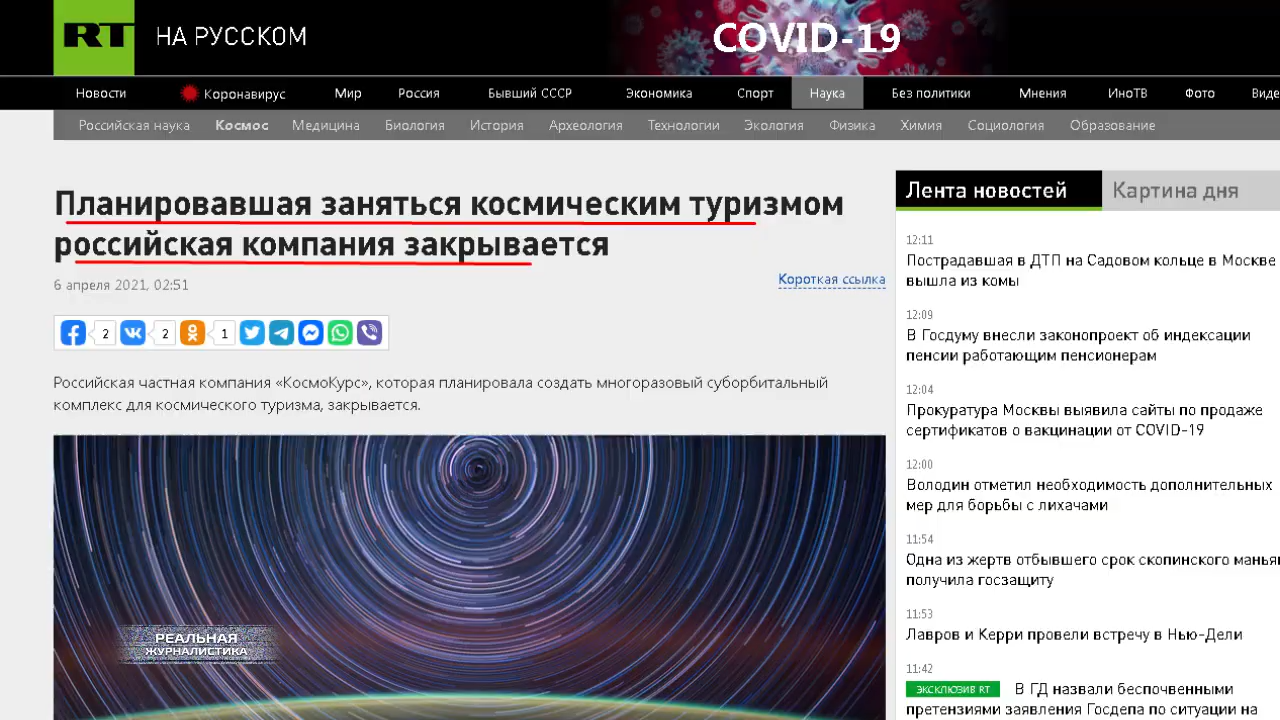 RT НА РУССКОМ
COVID-19
Новости Коронавирус Мир Россия Бывший СССР Экономика Спорт Наука Без политики Мнения ИноТВ Фото Виде
Российская наука Космос Медицина Биология История Археология Технологии Экология Физика Химия Социология Образование
Планировавшая заняться космическим туризмом
российская компания закрывается
6 апреля 2021, 02:51
Короткая ссылка
2 2 1
Российская частная компания «КосмоКурс», которая планировала создать многоразовый суборбитальный
комплекс для космического туризма, закрывается.
РЕАЛЬНАЯ
ЖУРНАЛИСТИКА
Лента новостей Картина дня
12:11
Пострадавшая в ДТП на Садовом кольце в Москве
вышла из комы
12:09
В Госдуму внесли законопроект об индексации
пенсии работающим пенсионерам
12:04
Прокуратура Москвы выявила сайты по продаже
сертификатов о вакцинации от COVID-19
12:00
Володин отметил необходимость дополнительных
мер для борьбы с лихачами
11:54
Одна из жертв отбывшего срок скопинского манья
получила госзащиту
11:53
Лавров и Керри провели встречу в Нью-Дели
11:42
ЭКСКЛЮЗИВ RT В ГД назвали беспочвенными
претензиями заявления Госдепа по ситуации на